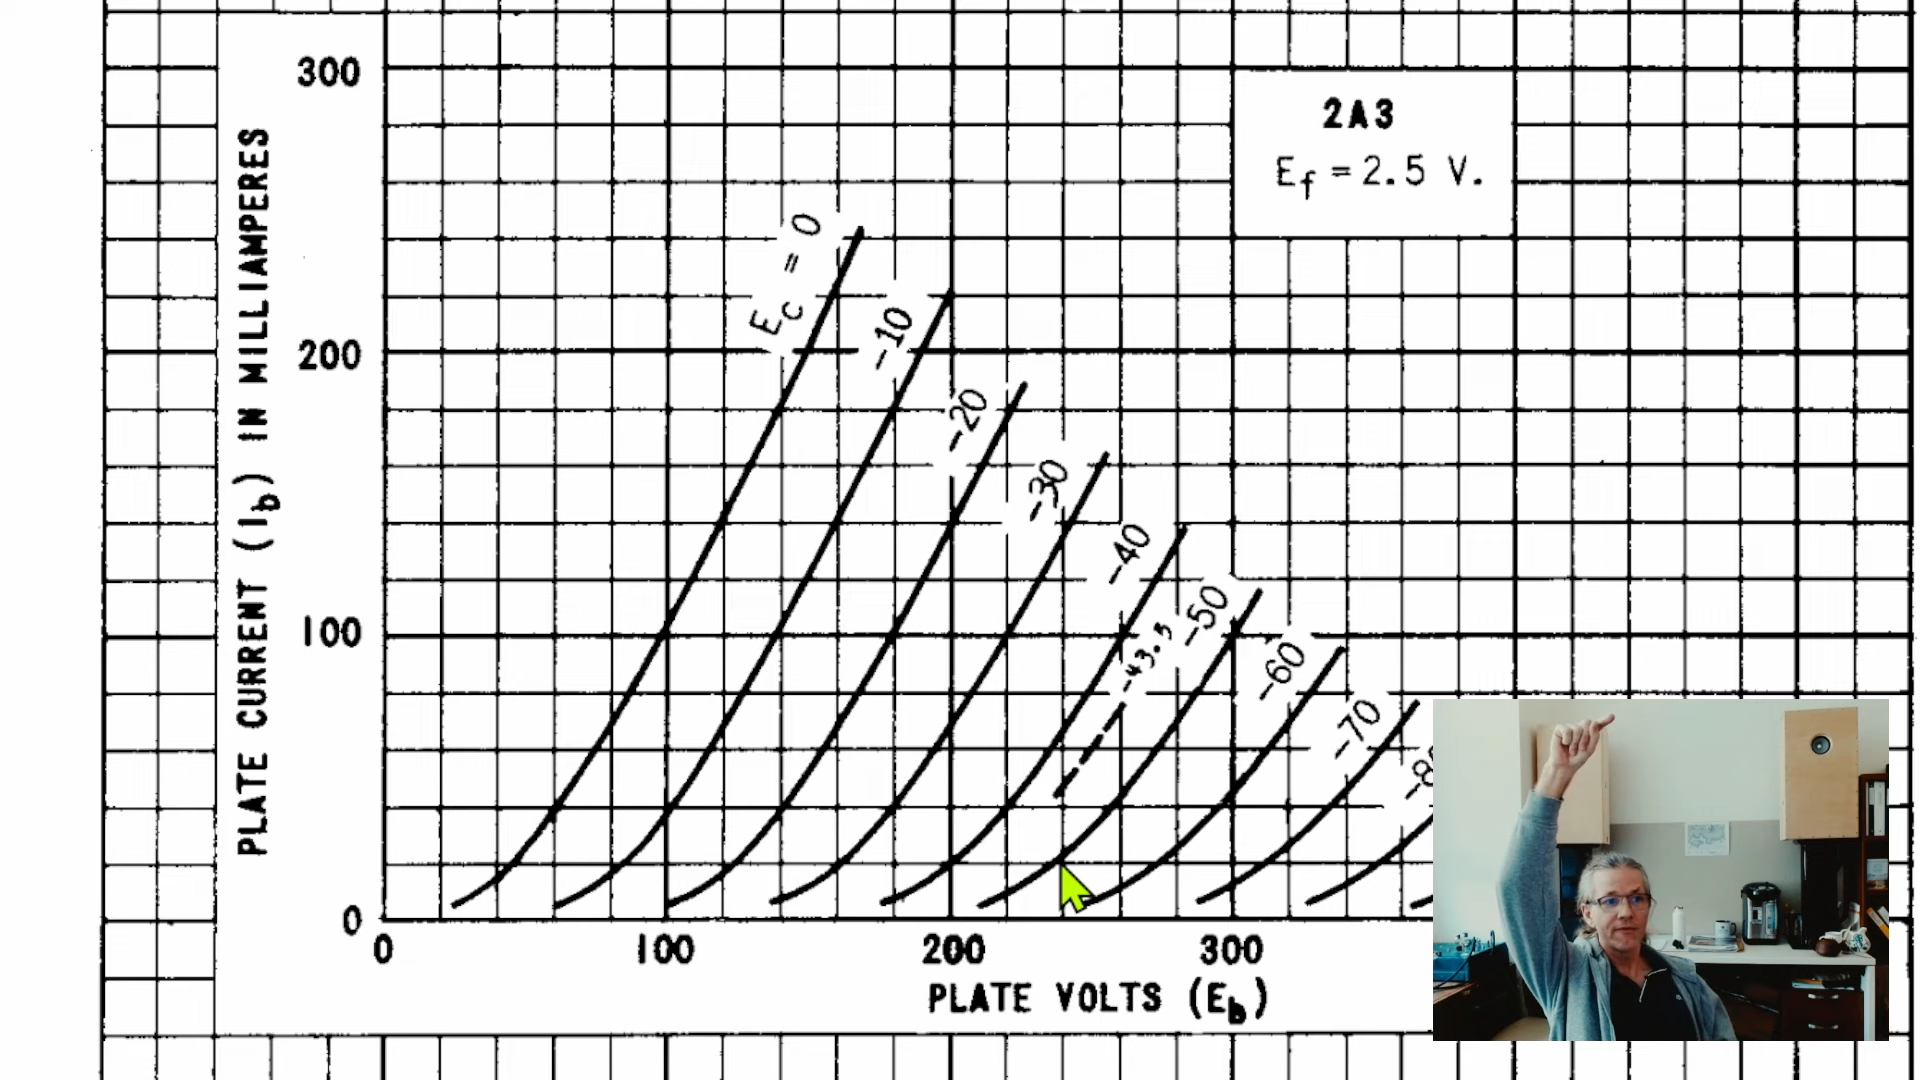 300
200
100
0
PLATE CURRENT (Ib) IN MILLIAMPERES
2A3
Ef = 2.5 V.
EC = 0
-10
-20
-30
-40
-43.5
-50
-60
-70
0 100 200 300
PLATE VOLTS (Eb)